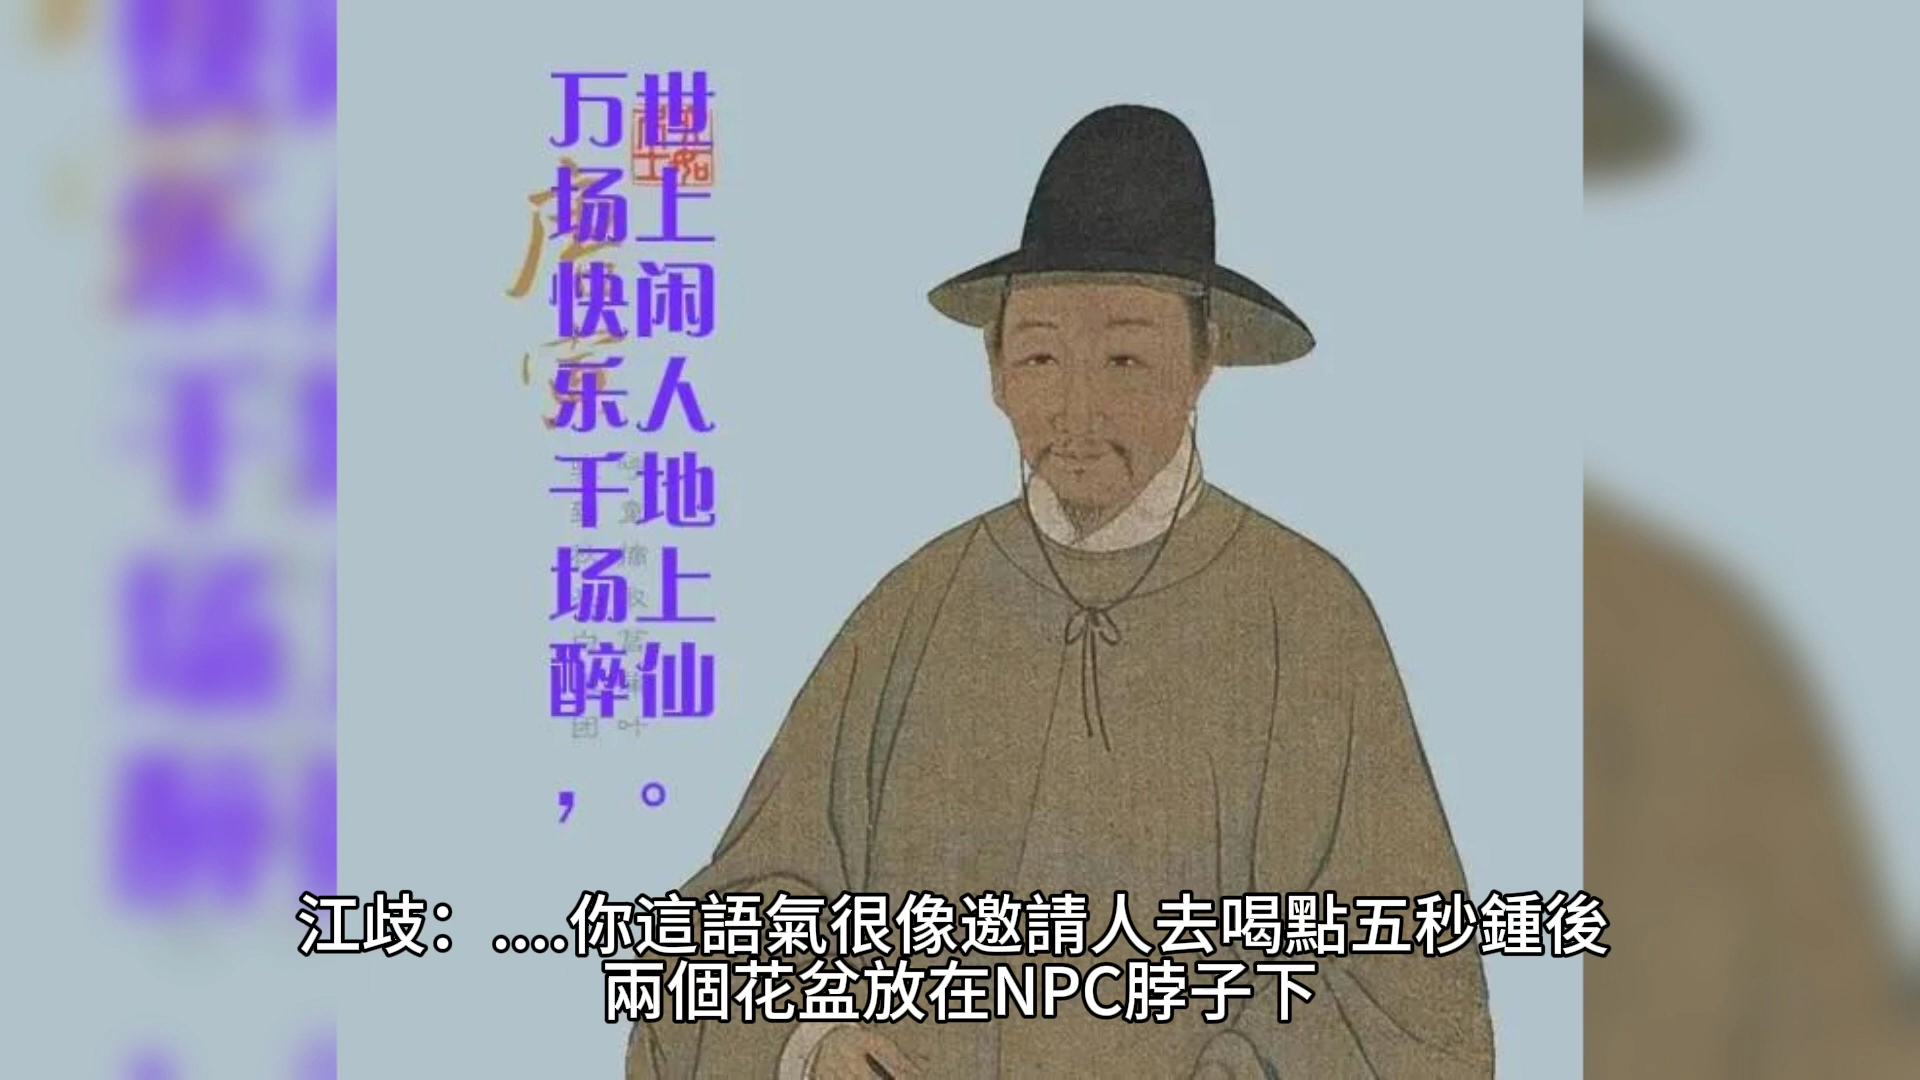 万场快乐千场醉，
世上闲人地上仙。
江歧：....你這語氣很像邀請人去喝點五秒鍾後
兩個花盆放在NPC脖子下